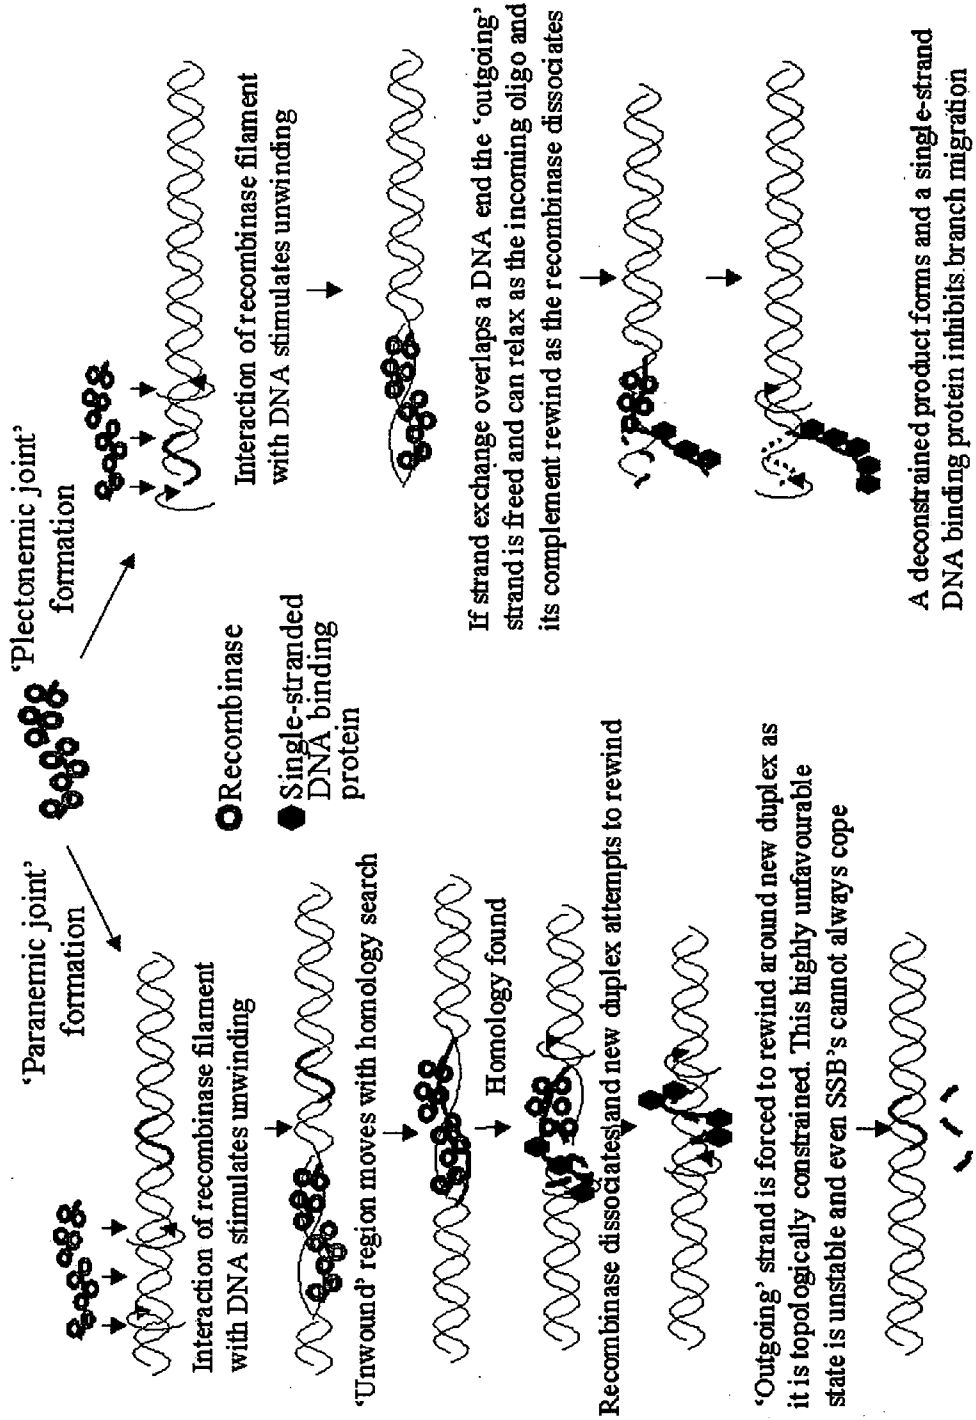 ‘Paranemic joint’
formation
‘Plectonemic joint’
formation
Recombinase
Single-stranded
DNA binding
protein
Interaction of recombinase filament
with DNA stimulates unwinding
‘Unwound’ region moves with homology search
Homology found
Recombinase dissociates and new duplex attempts to rewind
‘Outgoing’ strand is forced to rewind around new duplex as
it is topologically constrained. This highly unfavourable
state is unstable and even SSB’s cannot always cope
Interaction of recombinase filament
with DNA stimulates unwinding
If strand exchange overlaps a DNA end the ‘outgoing’
strand is freed and can relax as the incoming oligo and
its complement rewind as the recombinase dissociates
A deconstrained product forms and a single-strand
DNA binding protein inhibits branch migration